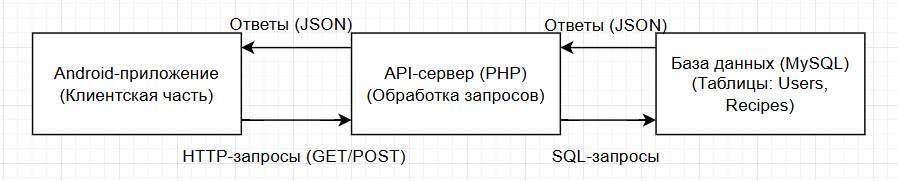 Ответы (JSON)
Ответы (JSON)
Android-приложение
(Клиентская часть)
API-сервер (PHP)
(Обработка запросов)
База данных (MySQL)
(Таблицы: Users,
Recipes)
HTTP-запросы (GET/POST)
SQL-запросы